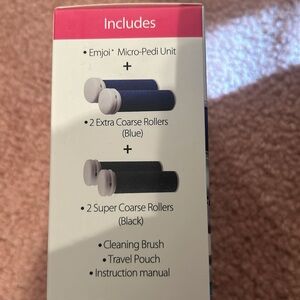 Includes
• Emjoi® Micro-Pedi Unit
+
• 2 Extra Coarse Rollers
(Blue)
+
• 2 Super Coarse Rollers
(Black)
• Cleaning Brush
• Travel Pouch
• Instruction manual